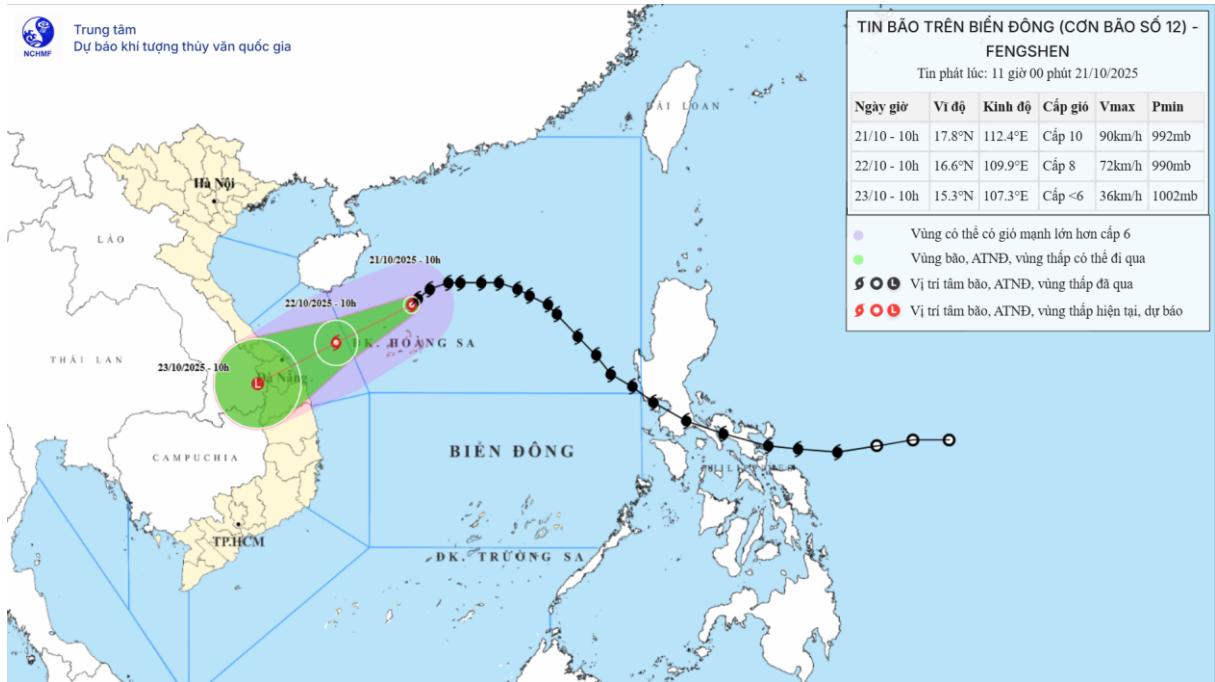 NCHMF
Trung tâm
Dự báo khí tượng thủy văn quốc gia
TIN BÃO TRÊN BIỂN ĐÔNG (CƠN BÃO SỐ 12) -
FENGSHEN
Tin phát lúc: 11 giờ 00 phút 21/10/2025
Ngày giờ Vĩ độ Kinh độ Cấp gió Vmax Pmin
21/10 - 10h 17.8°N 112.4°E Cấp 10 90km/h 992mb
22/10 - 10h 16.6°N 109.9°E Cấp 8 72km/h 990mb
23/10 - 10h 15.3°N 107.3°E Cấp <6 36km/h 1002mb
Vùng có thể có gió mạnh lớn hơn cấp 6
Vùng bão, ATNĐ, vùng thấp có thể đi qua
L Vị trí tâm bão, ATNĐ, vùng thấp đã qua
L Vị trí tâm bão, ATNĐ, vùng thấp hiện tại, dự báo
ĐÀI LOAN
Hà Nội
LÀO
21/10/2025 - 10h
22/10/2025 - 10h
ĐK. HOÀNG SA
THÁI LAN
23/10/2025 - 10h
L
Đà Nẵng
BIỂN ĐÔNG
CAMPUCHIA
PHILIPPINES
TP.HCM
ĐK. TRƯỜNG SA